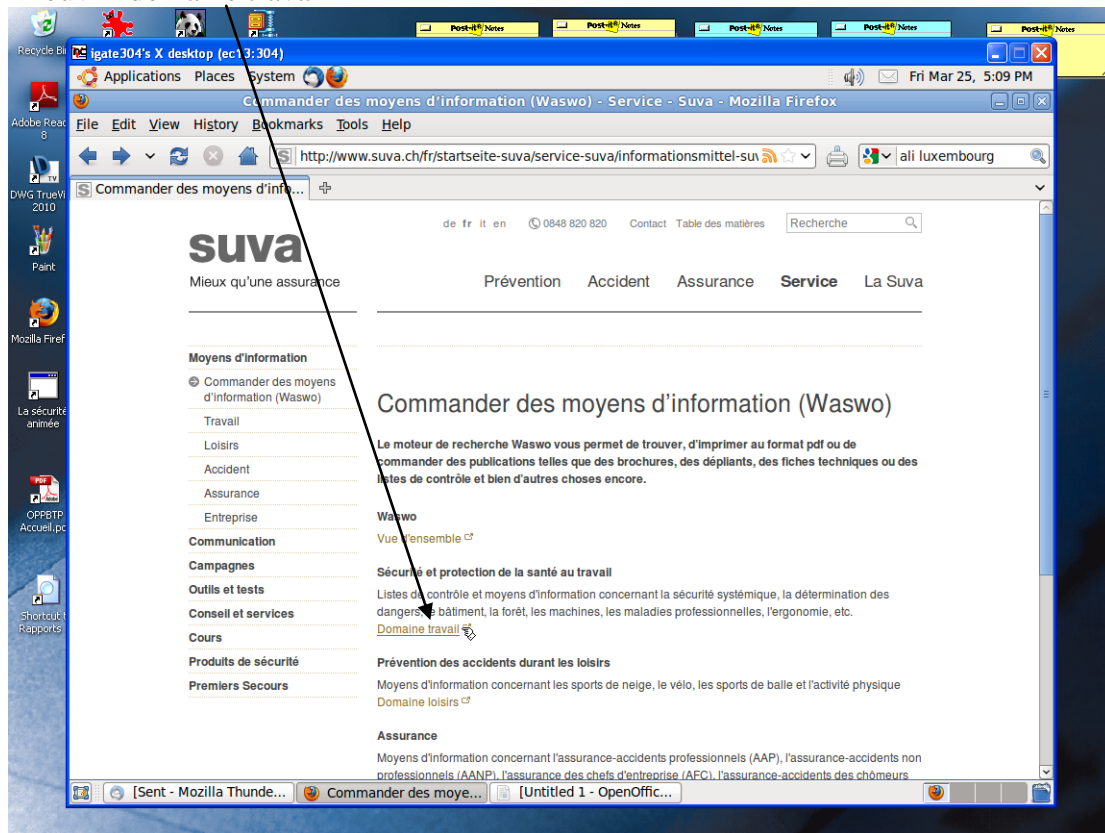 Post-it® Notes
Post-it® Notes
Post-it® Notes
Post-it® Notes
Post-it® Notes
Recycle Bi
igate304's X desktop (ec13:304)
Applications Places System
Fri Mar 25, 5:09 PM
Commander des moyens d'information (Waswo) - Service - Suva - Mozilla Firefox
Adobe Read
8
File Edit View History Bookmarks Tools Help
http://www.suva.ch/fr/startseite-suva/service-suva/informationsmittel-suv
ali luxembourg
Commander des moyens d'info...
DWG TrueVi
2010
de fr it en 0848 820 820 Contact Table des matières Recherche
suva
Mieux qu'une assurance
Prévention Accident Assurance Service La Suva
Paint
Mozilla Firef
La sécurité
animée
OPPBTP
Accueil.pd
Shortcut t
Rapports
Moyens d'information
Commander des moyens
d'information (Waswo)
Travail
Loisirs
Accident
Assurance
Entreprise
Communication
Campagnes
Outils et tests
Conseil et services
Cours
Produits de sécurité
Premiers Secours
Commander des moyens d'information (Waswo)
Le moteur de recherche Waswo vous permet de trouver, d'imprimer au format pdf ou de
commander des publications telles que des brochures, des dépliants, des fiches techniques ou des
listes de contrôle et bien d'autres choses encore.
Waswo
Vue d'ensemble
Sécurité et protection de la santé au travail
Listes de contrôle et moyens d'information concernant la sécurité systémique, la détermination des
dangers, le bâtiment, la forêt, les machines, les maladies professionnelles, l'ergonomie, etc.
Domaine travail
Prévention des accidents durant les loisirs
Moyens d'information concernant les sports de neige, le vélo, les sports de balle et l'activité physique
Domaine loisirs
Assurance
Moyens d'information concernant l'assurance-accidents professionnels (AAP), l'assurance-accidents non
professionnels (AANP), l'assurance des chefs d'entreprise (AFC), l'assurance-accidents des chômeurs
[Sent - Mozilla Thunde... Commander des moye... [Untitled 1 - OpenOffic...